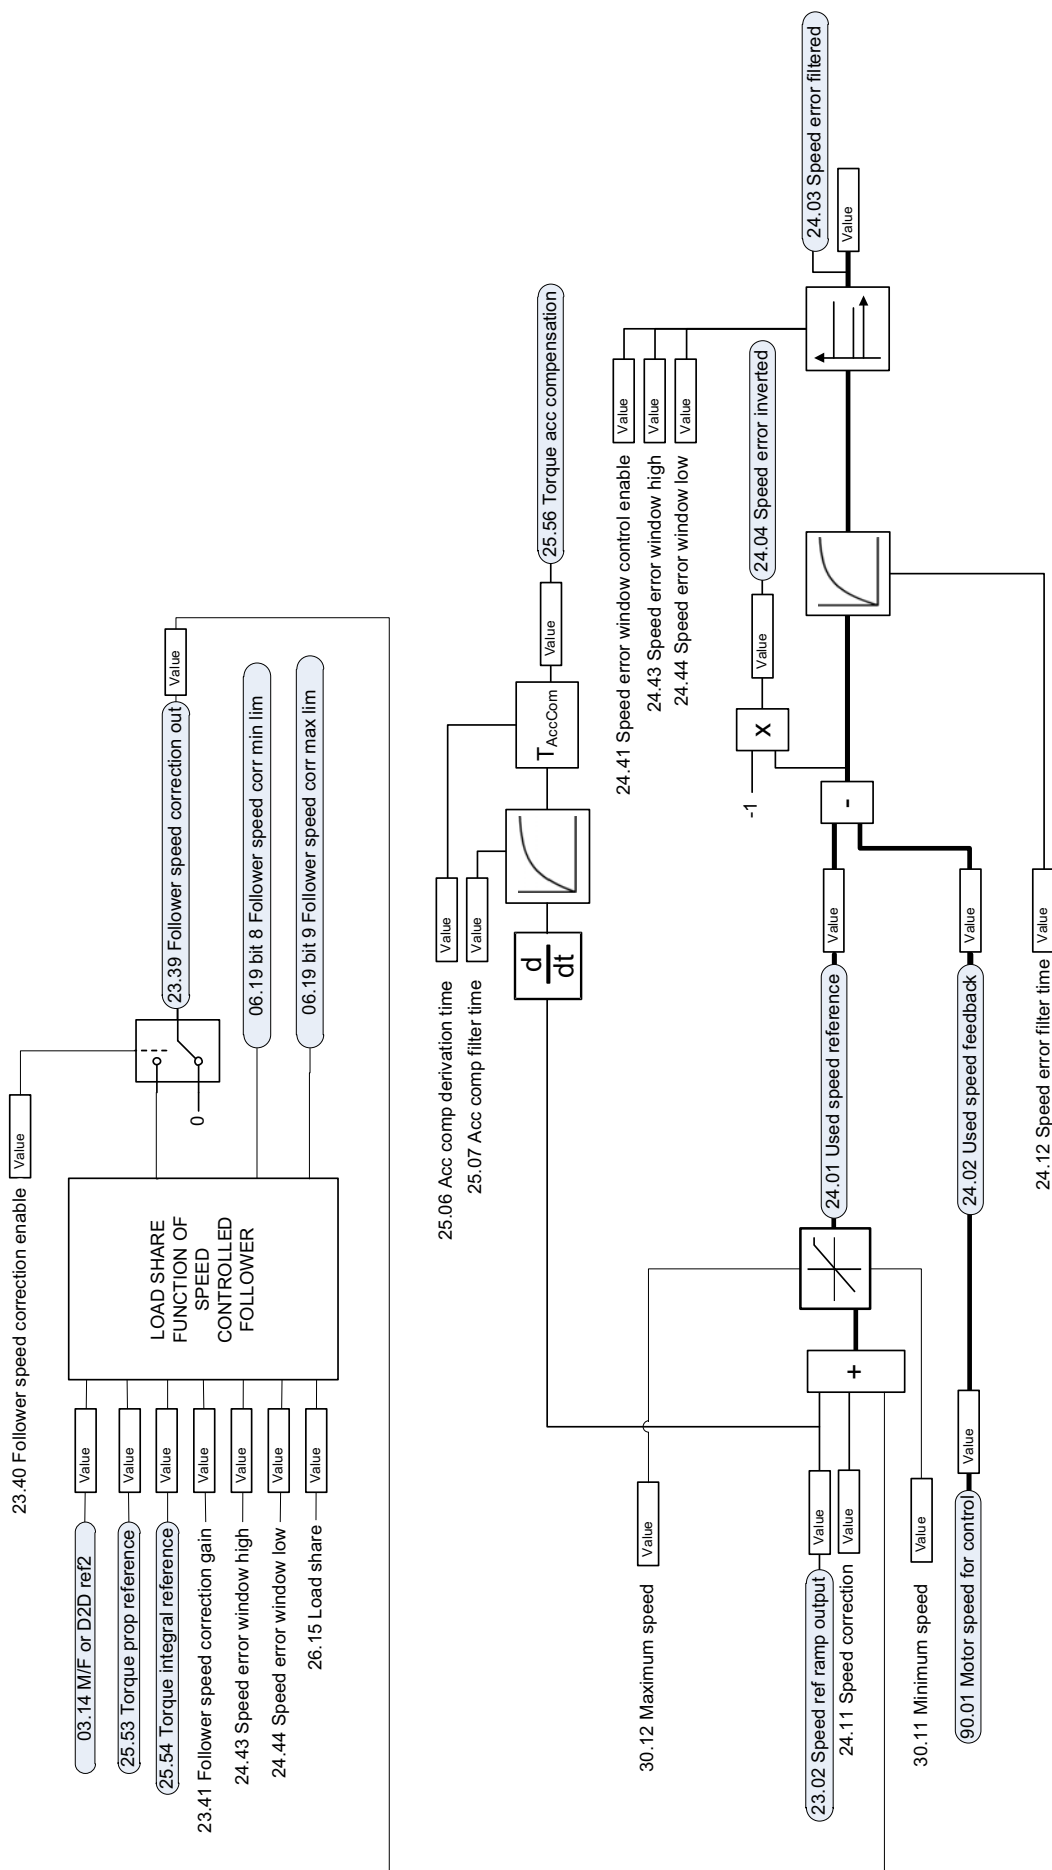 23.40 Follower speed correction enable
Value
03.14 M/F or D2D ref2
Value
25.53 Torque prop reference
Value
25.54 Torque integral reference
Value
23.41 Follower speed correction gain
Value
24.43 Speed error window high
Value
24.44 Speed error window low
Value
26.15 Load share
Value
LOAD SHARE
FUNCTION OF
SPEED
CONTROLLED
FOLLOWER
0
23.39 Follower speed correction out
Value
06.19 bit 8 Follower speed corr min lim
06.19 bit 9 Follower speed corr max lim
25.06 Acc comp derivation time
Value
25.07 Acc comp filter time
Value
d
dt
TAccCom
Value
25.56 Torque acc compensation
24.41 Speed error window control enable
Value
24.43 Speed error window high
Value
24.44 Speed error window low
Value
30.12 Maximum speed
Value
-1
X
Value
24.04 Speed error inverted
23.02 Speed ref ramp output
Value
24.11 Speed correction
Value
+
24.01 Used speed reference
Value
-
24.03 Speed error filtered
Value
30.11 Minimum speed
Value
90.01 Motor speed for control
Value
24.02 Used speed feedback
Value
24.12 Speed error filter time
Value